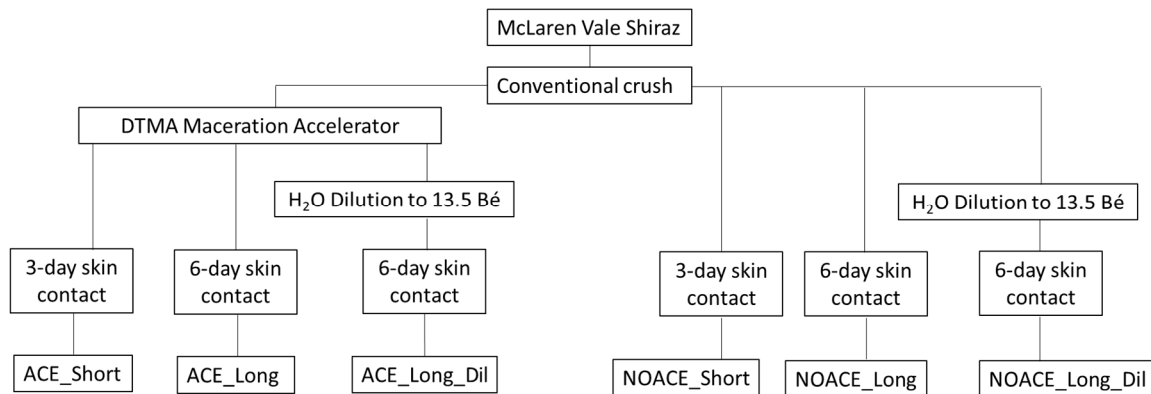 McLaren Vale Shiraz
Conventional crush
DTMA Maceration Accelerator
H₂O Dilution to 13.5 Bé
H₂O Dilution to 13.5 Bé
3-day skin
contact
6-day skin
contact
6-day skin
contact
3-day skin
contact
6-day skin
contact
6-day skin
contact
ACE_Short
ACE_Long
ACE_Long_Dil
NOACE_Short
NOACE_Long
NOACE_Long_Dil